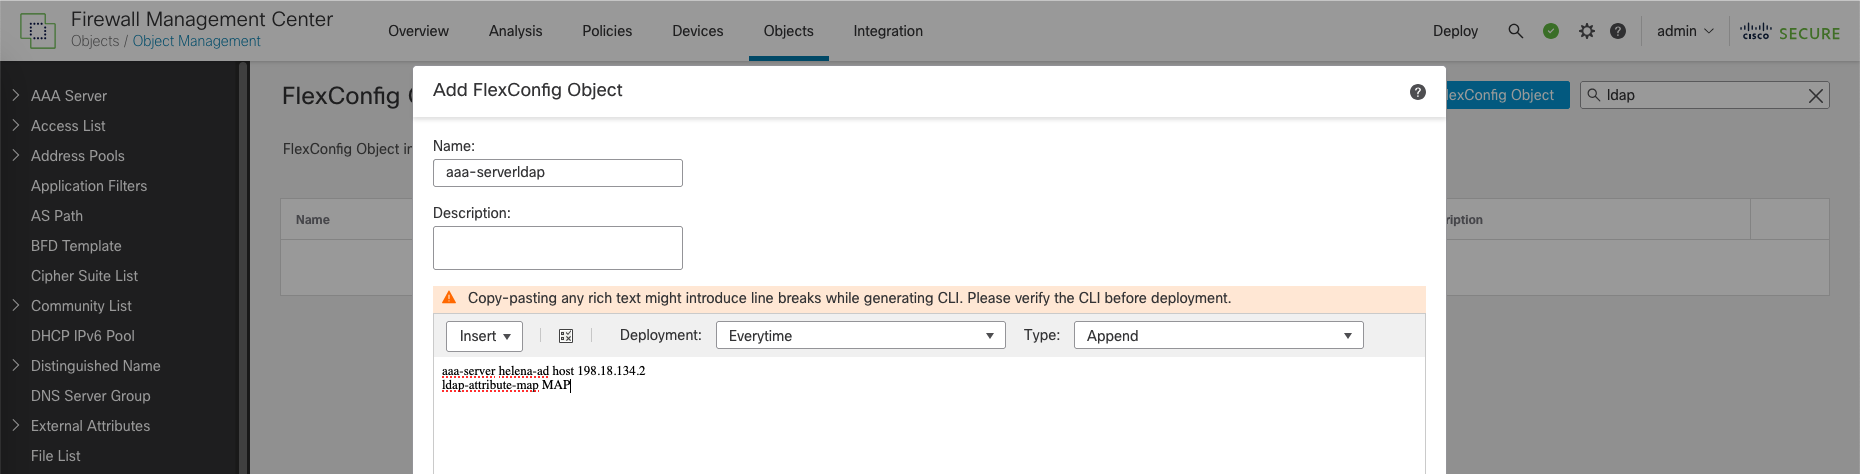 Firewall Management Center
Objects / Object Management
Overview
Analysis
Policies
Devices
Objects
Integration
Deploy
admin
cisco SECURE
AAA Server
Access List
Address Pools
Application Filters
AS Path
BFD Template
Cipher Suite List
Community List
DHCP IPv6 Pool
Distinguished Name
DNS Server Group
External Attributes
File List
FlexConfig
FlexConfig Object
lexConfig Object
ldap
Name
ription
Add FlexConfig Object
Name:
aaa-serverldap
Description:
Copy-pasting any rich text might introduce line breaks while generating CLI. Please verify the CLI before deployment.
Insert
Deployment:
Everytime
Type:
Append
aaa-server helena-ad host 198.18.134.2
ldap-attribute-map MAP